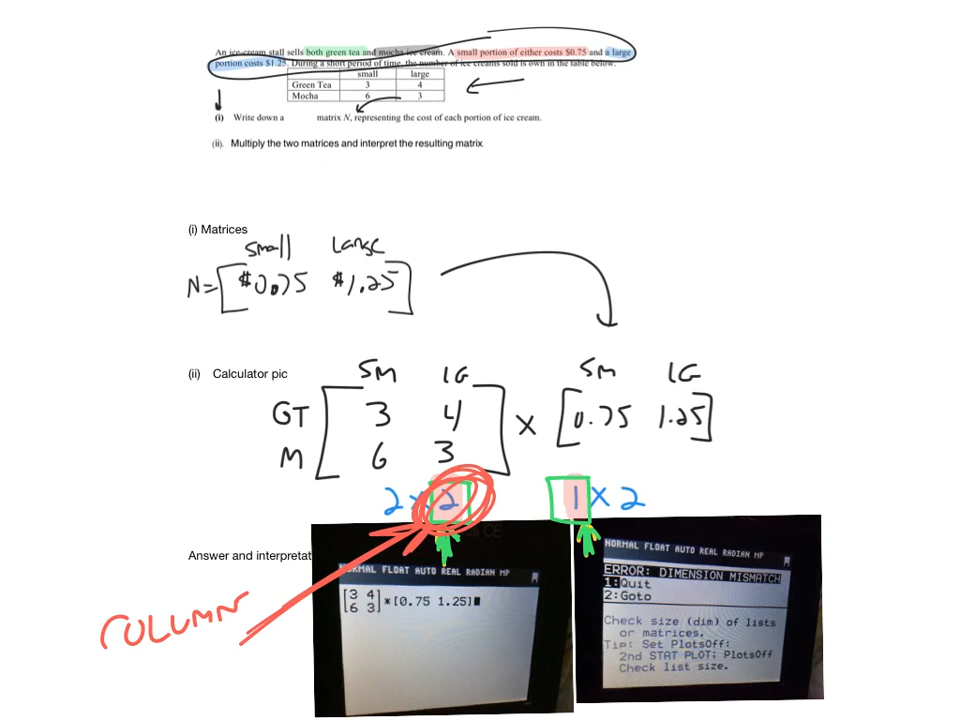 An ice-cream stall sells both green tea and mocha ice cream. A small portion of either costs $0.75 and a large
portion costs $1.25. During a short period of time, the number of ice creams sold is own in the table below.
small large
Green Tea 3 4
Mocha 6 3
(i) Write down a matrix N, representing the cost of each portion of ice cream.
(ii). Multiply the two matrices and interpret the resulting matrix.
(i) Matrices
small large
N= [ $0.75 $1.25 ]
(ii) Calculator pic
SM LG SM LG
GT 3 4 × [0.75 1.25]
M 6 3
2×2 1×2
Answer and interpretat
NORMAL FLOAT AUTO REAL RADIAN MP
[3 4]
[6 3]*[0.75 1.25]
NORMAL FLOAT AUTO REAL RADIAN MP
ERROR: DIMENSION MISMATCH
1:Quit
2:Goto
Check size (dim) of lists
or matrices.
Tip: Set PlotsOff:
2nd STAT PLOT: PlotsOff
Check list size.
COLUMN